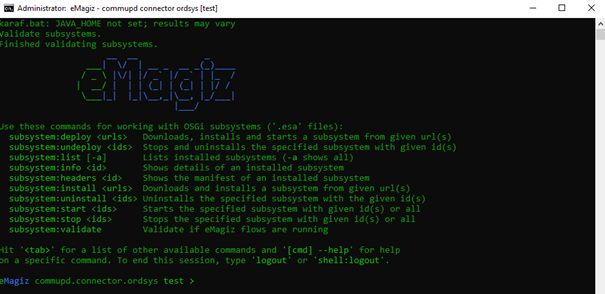 Administrator: eMagiz - commupd connector ordsys [test]
karaf.bat: JAVA_HOME not set; results may vary
Validate subsystems.
Finished validating subsystems.
eMagiz
Use these commands for working with OSGi subsystems ('.esa' files):
subsystem:deploy <urls> Downloads, installs and starts a subsystem from given url(s)
subsystem:undeploy <ids> Stops and uninstalls the specified subsystem with given id(s)
subsystem:list [-a] Lists installed subsystems (-a shows all)
subsystem:info <id> Shows details of an installed subsystem
subsystem:headers <id> Shows the manifest of an installed subsystem
subsystem:install <urls> Downloads and installs a subsystem from given url(s)
subsystem:uninstall <ids> Uninstalls the specified subsystem with the given id(s)
subsystem:start <ids> Starts the specified subsystem with given id(s) or all
subsystem:stop <ids> Stops the specified subsystem with given id(s) or all
subsystem:validate Validate if eMagiz flows are running
Hit '<tab>' for a list of other available commands and '[cmd] --help' for help
on a specific command. To end this session, type 'logout' or 'shell:logout'.
eMagiz commupd.connector.ordsys test >